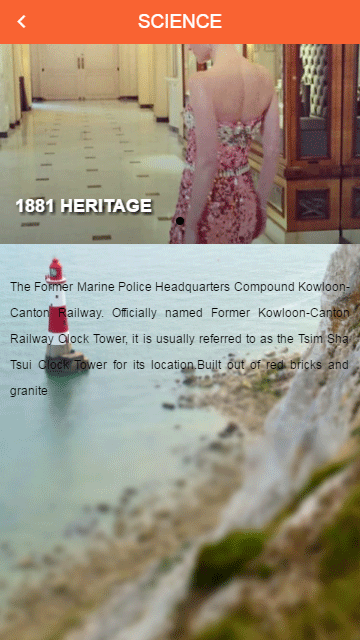 SCIENCE
1881 HERITAGE
The Former Marine Police Headquarters Compound Kowloon-
Canton Railway. Officially named Former Kowloon-Canton
Railway Clock Tower, it is usually referred to as the Tsim Sha
Tsui Clock Tower for its location.Built out of red bricks and
granite